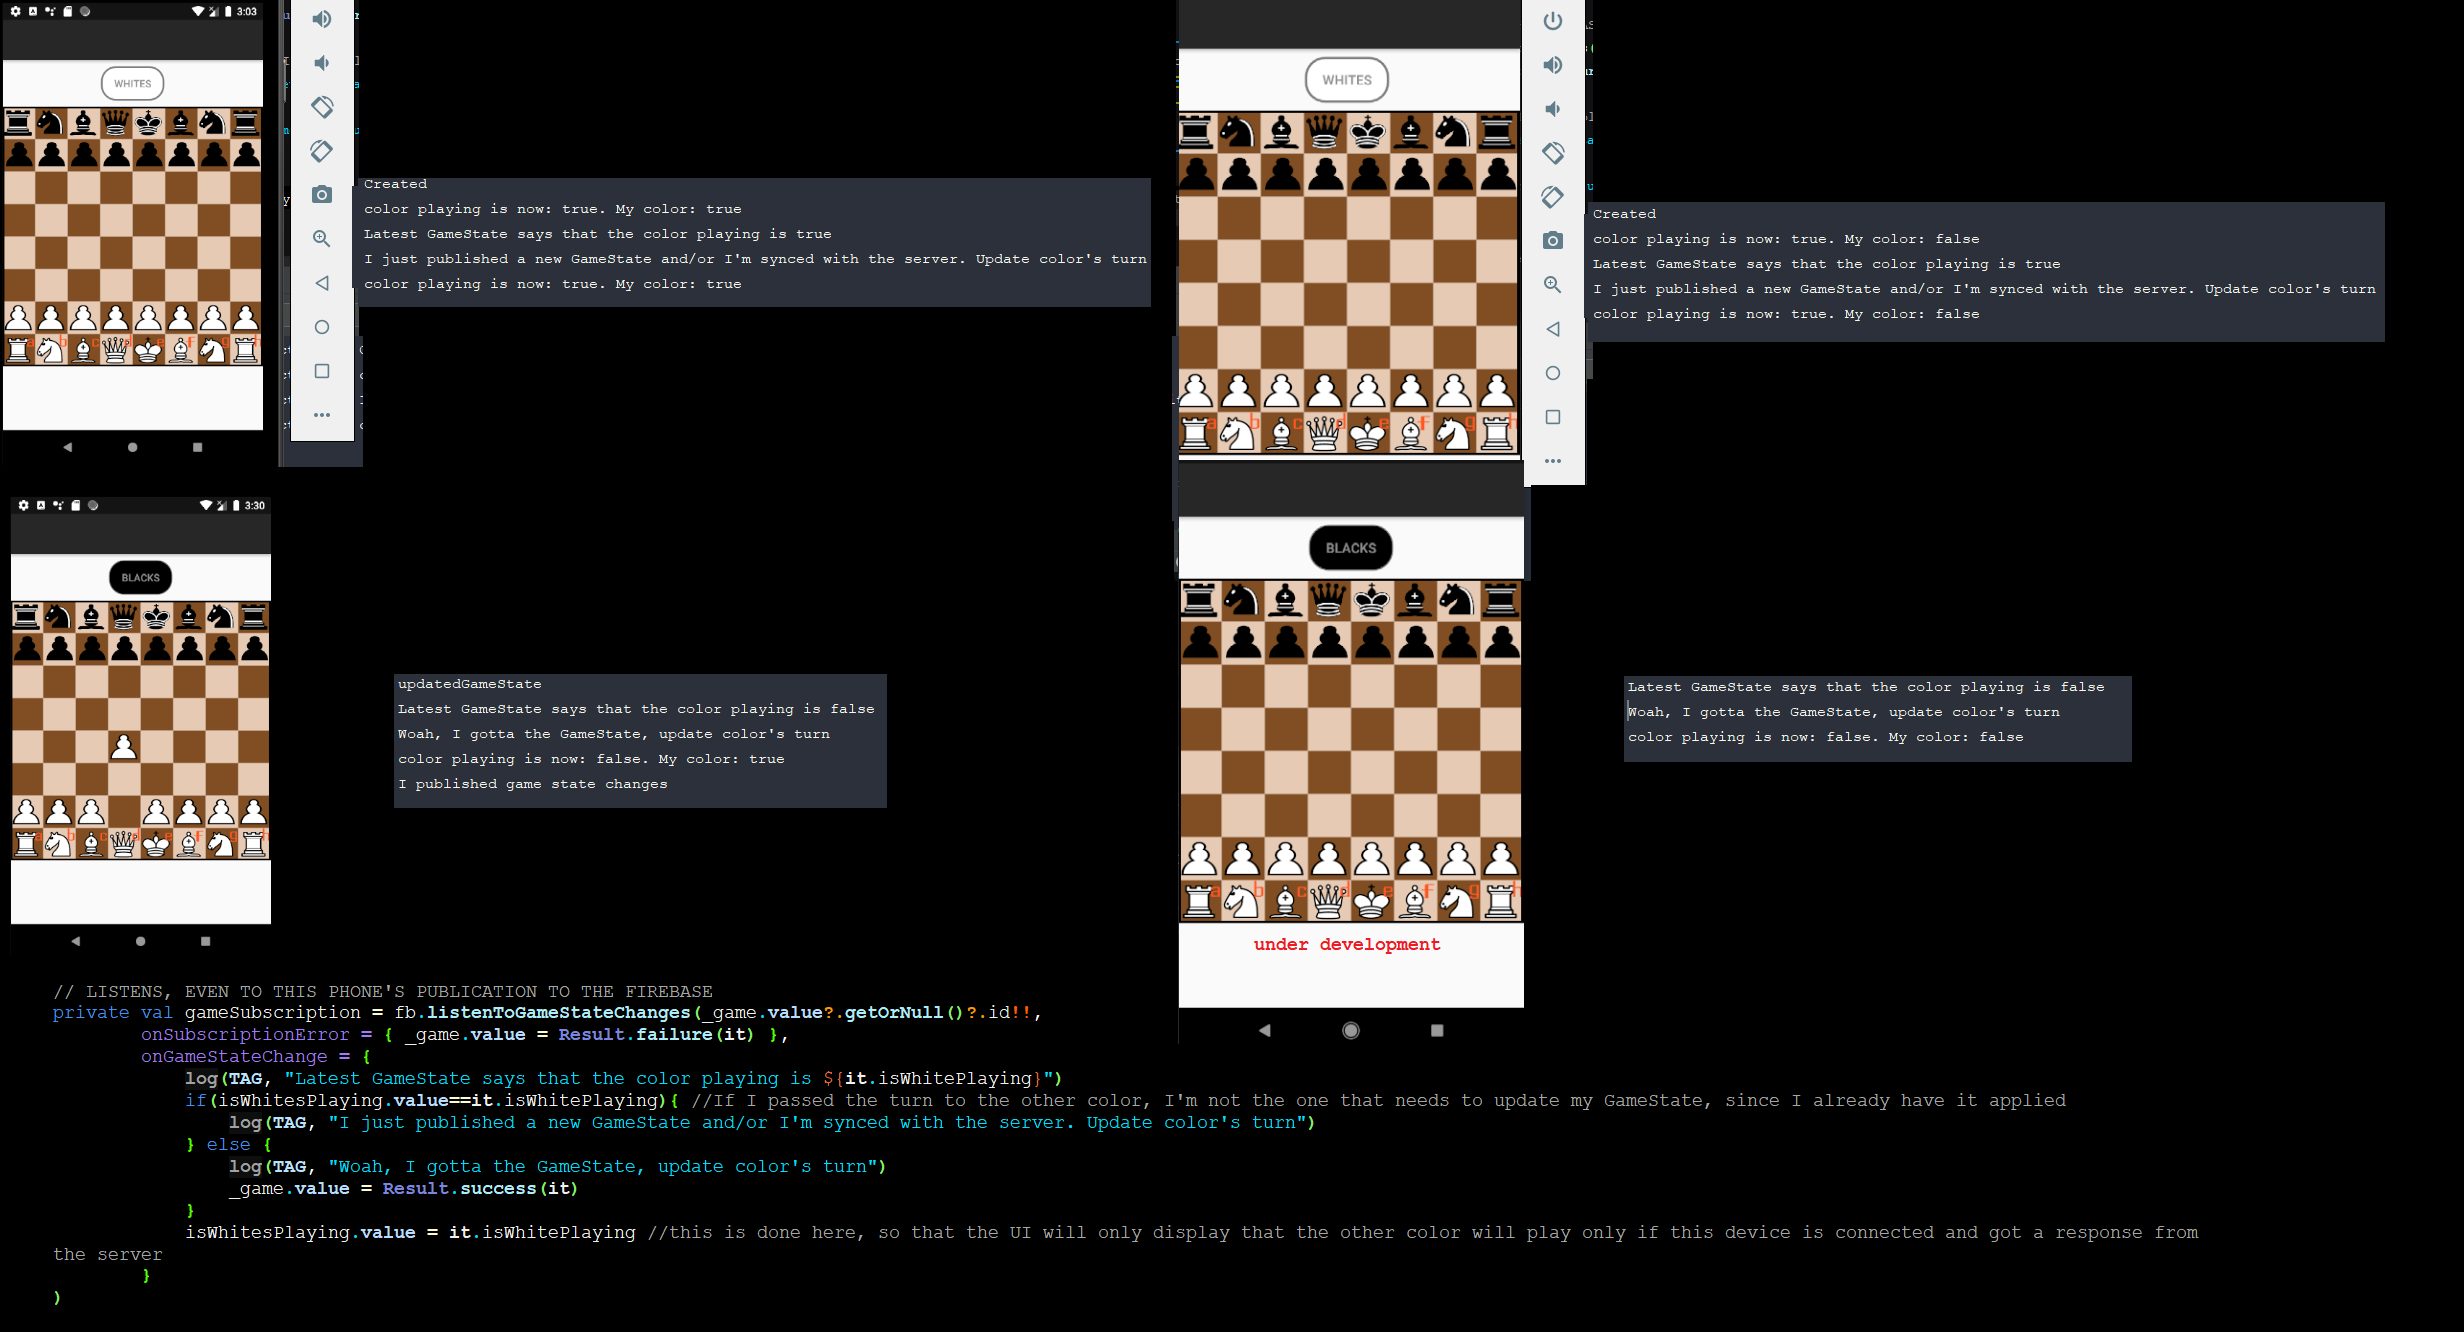 3:03
WHITES
a b c d e f g h
Created
color playing is now: true. My color: true
Latest GameState says that the color playing is true
I just published a new GameState and/or I'm synced with the server. Update color's turn
color playing is now: true. My color: true
WHITES
a b c d e f g h
Created
color playing is now: true. My color: false
Latest GameState says that the color playing is true
I just published a new GameState and/or I'm synced with the server. Update color's turn
color playing is now: true. My color: false
3:30
BLACKS
a b c d e f g h
updatedGameState
Latest GameState says that the color playing is false
Woah, I gotta the GameState, update color's turn
color playing is now: false. My color: true
I published game state changes
BLACKS
a b c d e f g h
under development
Latest GameState says that the color playing is false
Woah, I gotta the GameState, update color's turn
color playing is now: false. My color: false
// LISTENS, EVEN TO THIS PHONE'S PUBLICATION TO THE FIREBASE
private val gameSubscription = fb.listenToGameStateChanges(_game.value?.getOrNull()?.id!!,
onSubscriptionError = { _game.value = Result.failure(it) },
onGameStateChange = {
log(TAG, "Latest GameState says that the color playing is ${it.isWhitePlaying}")
if(isWhitesPlaying.value==it.isWhitePlaying){ //If I passed the turn to the other color, I'm not the one that needs to update my GameState, since I already have it applied
log(TAG, "I just published a new GameState and/or I'm synced with the server. Update color's turn")
} else {
log(TAG, "Woah, I gotta the GameState, update color's turn")
_game.value = Result.success(it)
}
isWhitesPlaying.value = it.isWhitePlaying //this is done here, so that the UI will only display that the other color will play only if this device is connected and got a response from
the server
}
)